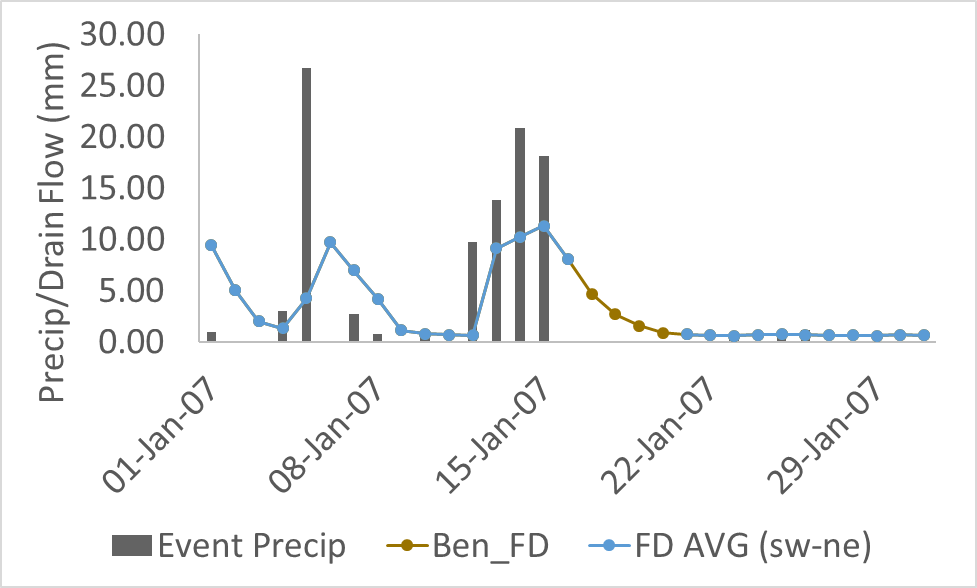 30.00
25.00
20.00
15.00
10.00
5.00
0.00
Precip/Drain Flow (mm)
01-Jan-07
08-Jan-07
15-Jan-07
22-Jan-07
29-Jan-07
Event Precip
Ben_FD
FD AVG (sw-ne)